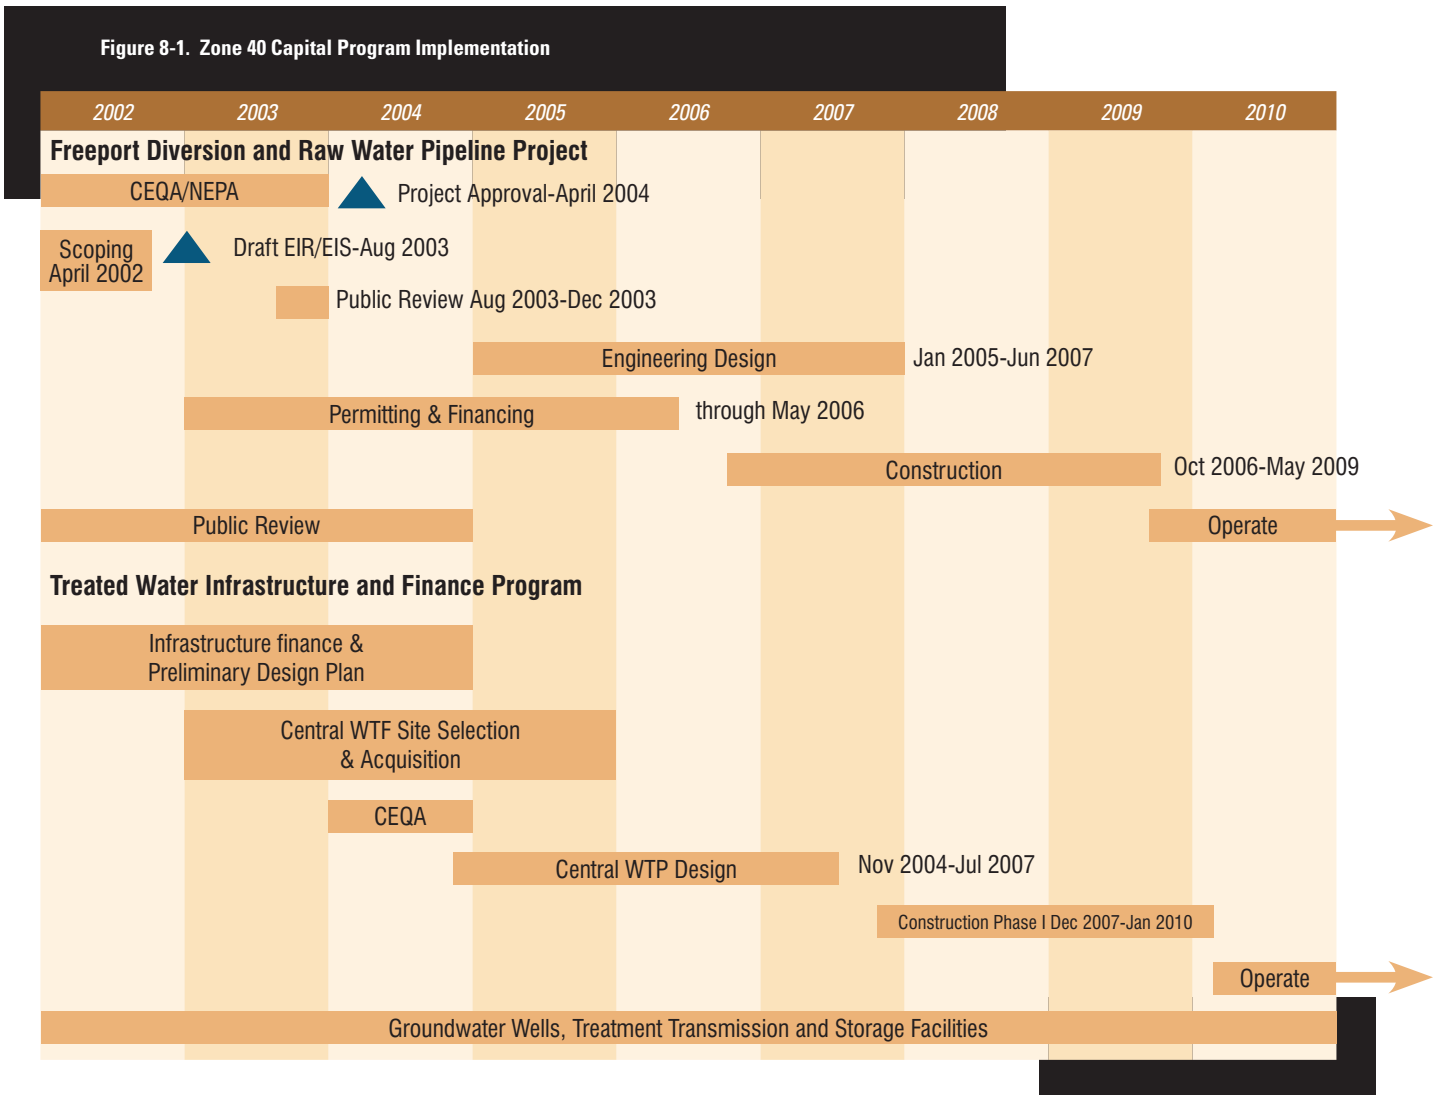 Figure 8-1. Zone 40 Capital Program Implementation
2002 2003 2004 2005 2006 2007 2008 2009 2010
Freeport Diversion and Raw Water Pipeline Project
CEQA/NEPA
Project Approval-April 2004
Scoping
April 2002
Draft EIR/EIS-Aug 2003
Public Review Aug 2003-Dec 2003
Engineering Design
Jan 2005-Jun 2007
Permitting & Financing
through May 2006
Construction
Oct 2006-May 2009
Public Review
Operate
Treated Water Infrastructure and Finance Program
Infrastructure finance &
Preliminary Design Plan
Central WTF Site Selection
& Acquisition
CEQA
Central WTP Design
Nov 2004-Jul 2007
Construction Phase I Dec 2007-Jan 2010
Operate
Groundwater Wells, Treatment Transmission and Storage Facilities